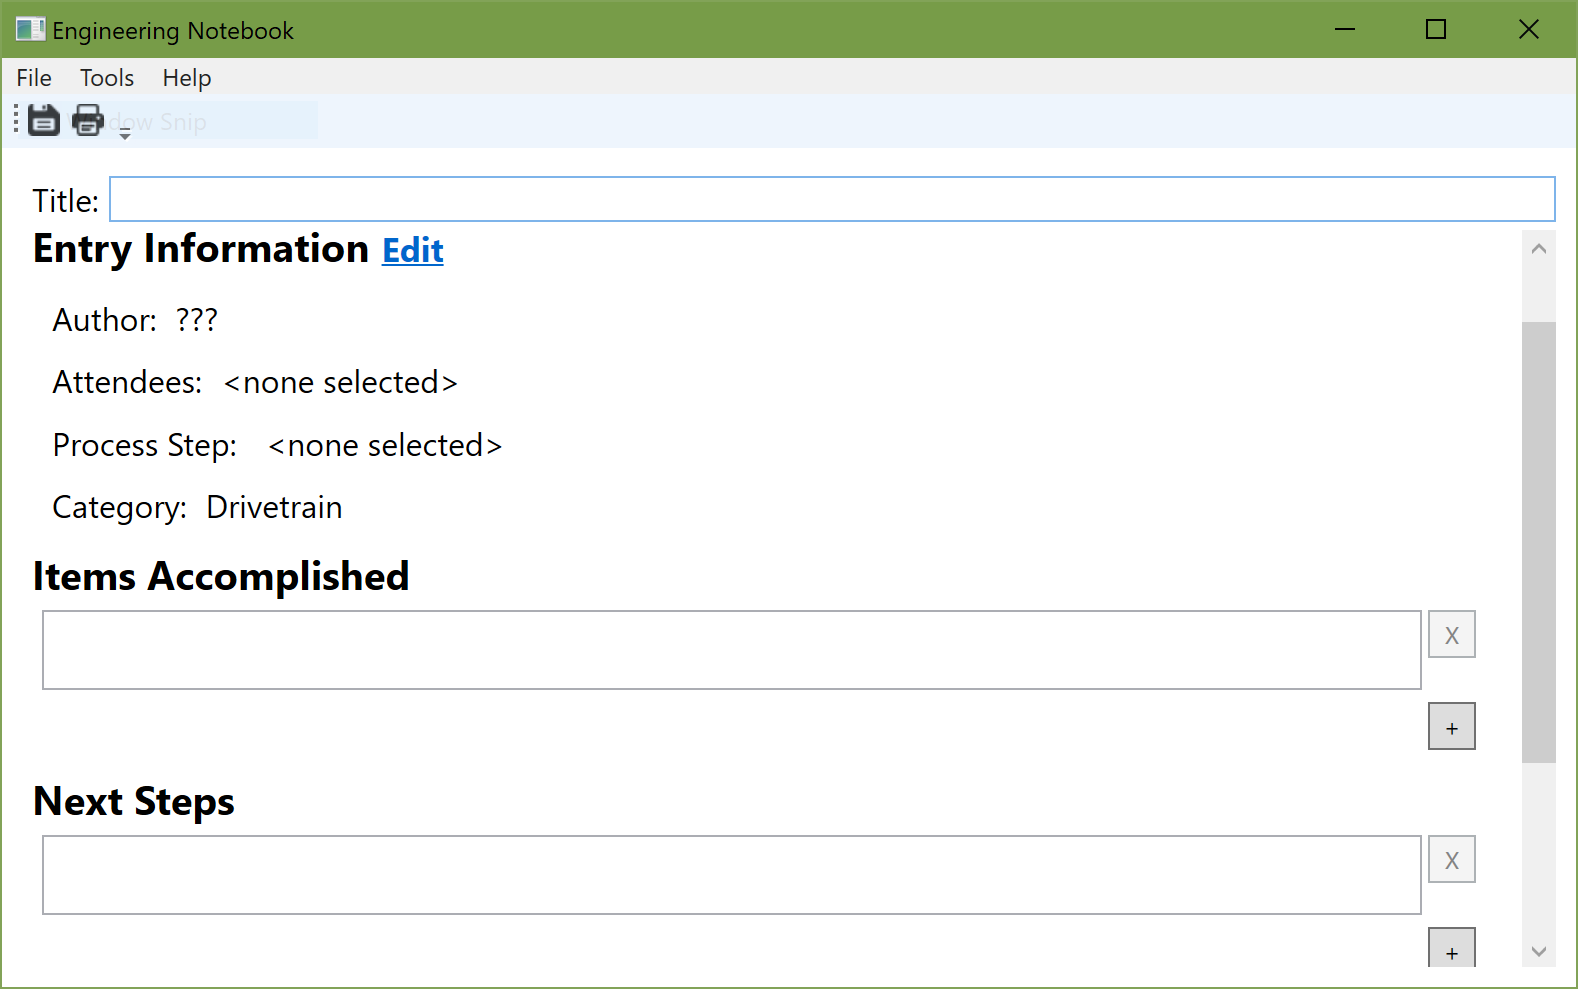 Engineering Notebook
File Tools Help
Window Snip
Title:
Entry Information Edit
Author: ???
Attendees: <none selected>
Process Step: <none selected>
Category: Drivetrain
Items Accomplished
X
+
Next Steps
X
+